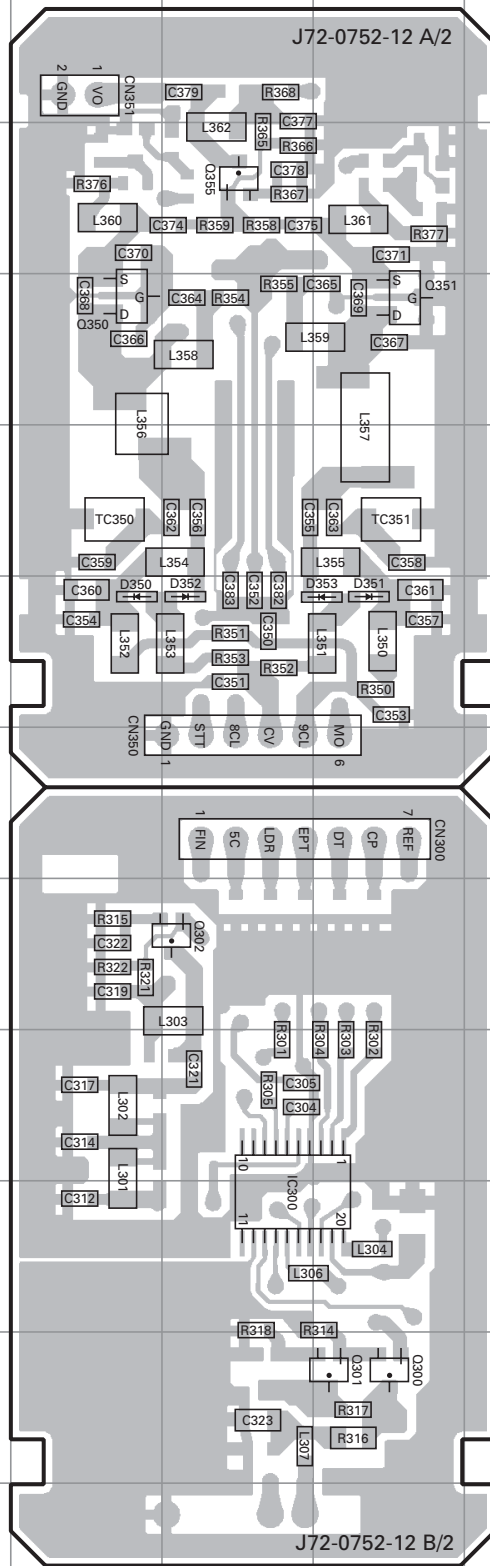 J72-0752-12 A/2
2 1
GND VO
CN351
C379 R368
L362 R365 C377
R366
Q355 C378
R376 R367
L360 C374 R359 R358 C375 L361
R377
C370 C371
S S
C368 G C364 R354 R355 C365 C369 G Q351
Q350 D D
C366 L358 L359 C367
L356 L357
TC350 C362 C356 C355 C363 TC351
C359 L354 L355 C358
C360 D350 D352 C383 C352 C382 D353 D351 C361
C354 L352 L353 R351 C350 L351 L350 C357
R353 R352
C351 R350
C353
CN350 GND STT 8CL CV 9CL MO
1 6
1 7
FIN 5C LDR EPT DT CP REF CN300
R315 Q302
C322
R322 R321
C319
L303
R301 R304 R303 R302
C321
C317 L302 R305 C305
C304
C314
L301 10 1
IC300
C312 11 20
L304
L306
R318 R314
Q301 Q300
R317
C323 L307 R316
J72-0752-12 B/2